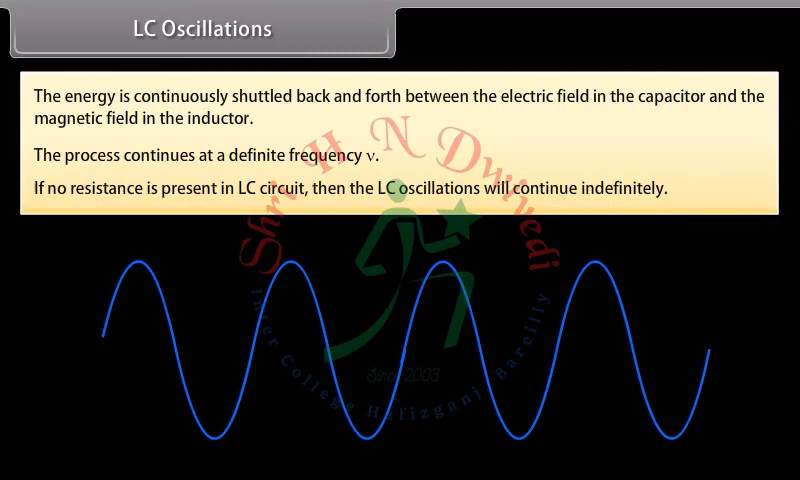 LC Oscillations
The energy is continuously shuttled back and forth between the electric field in the capacitor and the
magnetic field in the inductor.
The process continues at a definite frequency ν.
If no resistance is present in LC circuit, then the LC oscillations will continue indefinitely.
Shri H N Dwivedi
Since 2003
Inter College Hafizganj Bareilly